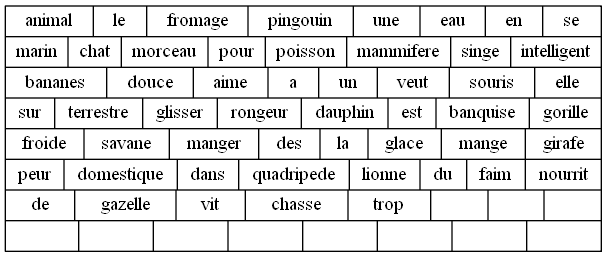 animal le fromage pingouin une eau en se
marin chat morceau pour poisson mammifere singe intelligent
bananes douce aime a un veut souris elle
sur terrestre glisser rongeur dauphin est banquise gorille
froide savane manger des la glace mange girafe
peur domestique dans quadripede lionne du faim nourrit
de gazelle vit chasse trop